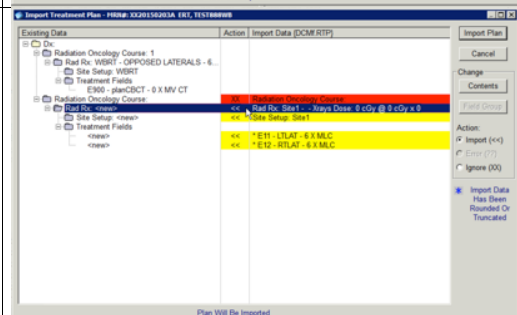 Import Treatment Plan - MRN#: XX20150203A ERT, TEST888WB
Existing Data Action Import Data [DCM!.RTP] Import Plan
Dx:
Radiation Oncology Course: 1 Cancel
Rad Rx: WBRT - OPPOSED LATERALS - 6...
Site Setup: WBRT Change
Treatment Fields Contents
E900 - planCBCT - 0 X MV CT
Radiation Oncology Course: XX Radiation Oncology Course: Field Group
Rad Rx: <new> << Rad Rx: Site1 - - Xrays Dose: 0 cGy @ 0 cGy x 0
Site Setup: <new> << Site Setup: Site1
Treatment Fields Action:
<new> << * E11 - LTLAT - 6 X MLC Import (<<)
<new> << * E12 - RTLAT - 6 X MLC Error (??)
Ignore (XX)
Import Data
Has Been
Rounded Or
Truncated
Plan Will Be Imported